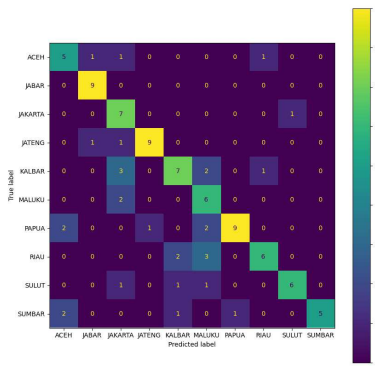 ACEH 5 1 1 0 0 0 0 1 0 0
JABAR 0 9 0 0 0 0 0 0 0 0
JAKARTA 0 0 7 0 0 0 0 0 1 0
JATENG 0 1 1 9 0 0 0 0 0 0
KALBAR 0 0 3 0 7 2 0 1 0 0
MALUKU 0 0 2 0 0 6 0 0 0 0
PAPUA 2 0 0 1 0 2 9 0 0 0
RIAU 0 0 0 0 2 3 0 6 0 0
SULUT 0 0 1 0 1 1 0 0 6 0
SUMBAR 2 0 0 0 1 0 1 0 0 5
ACEH JABAR JAKARTA JATENG KALBAR MALUKU PAPUA RIAU SULUT SUMBAR
Predicted label
True label